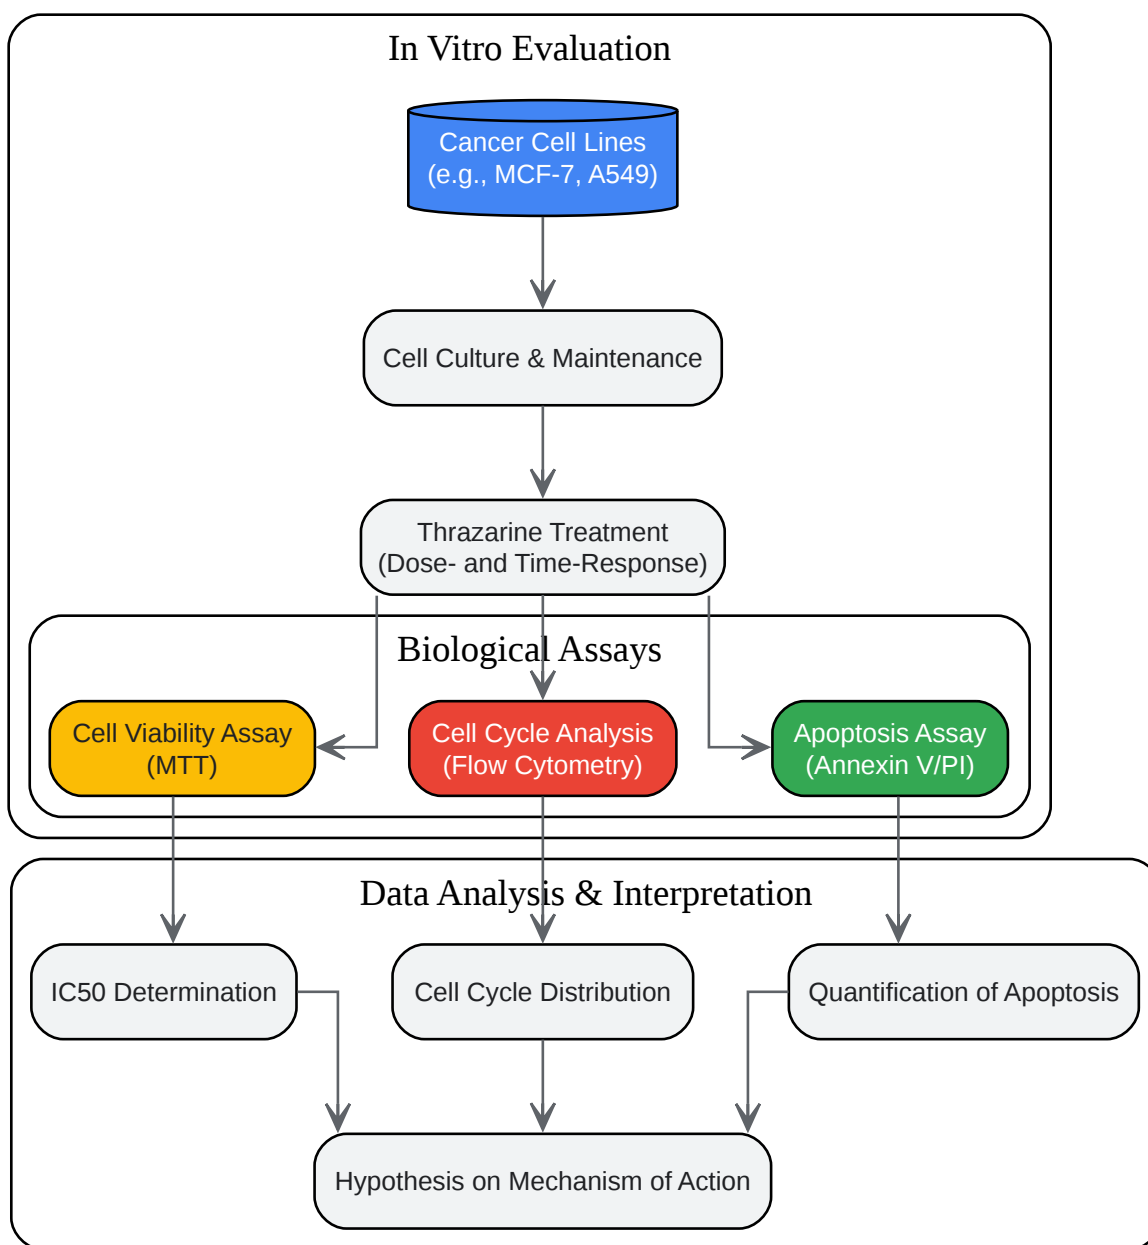 In Vitro Evaluation
Cancer Cell Lines
(e.g., MCF-7, A549)
Cell Culture & Maintenance
Thrazarine Treatment
(Dose- and Time-Response)
Biological Assays
Cell Viability Assay
(MTT)
Cell Cycle Analysis
(Flow Cytometry)
Apoptosis Assay
(Annexin V/PI)
Data Analysis & Interpretation
IC50 Determination
Cell Cycle Distribution
Quantification of Apoptosis
Hypothesis on Mechanism of Action